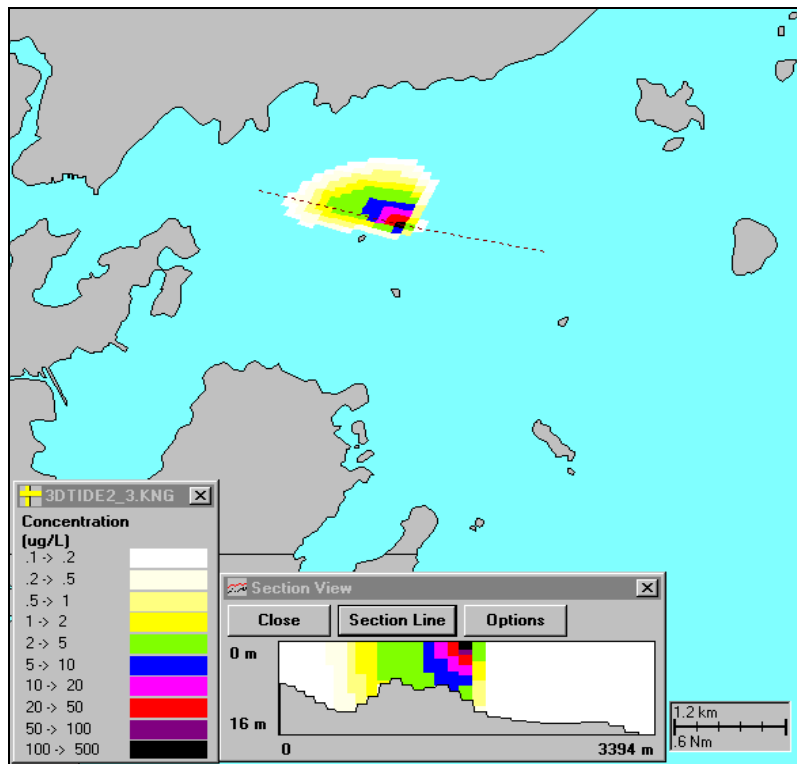 3DTIDE2_3.KNG
Concentration
(ug/L)
.1 -> .2
.2 -> .5
.5 -> 1
1 -> 2
2 -> 5
5 -> 10
10 -> 20
20 -> 50
50 -> 100
100 -> 500
Section View
Close Section Line Options
0 m
16 m
0 3394 m
1.2 km
.6 Nm